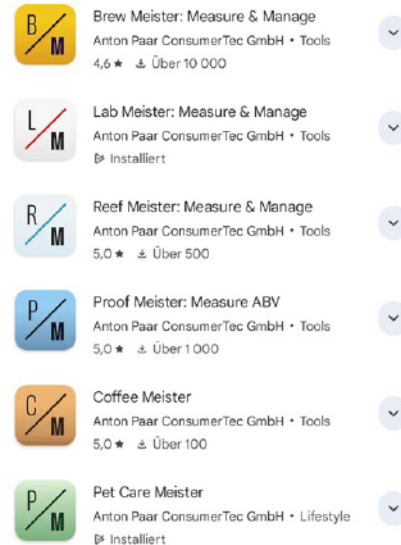 B/M
Brew Meister: Measure & Manage
Anton Paar ConsumerTec GmbH • Tools
4,6 ★ Über 10 000
L/M
Lab Meister: Measure & Manage
Anton Paar ConsumerTec GmbH • Tools
Installiert
R/M
Reef Meister: Measure & Manage
Anton Paar ConsumerTec GmbH • Tools
5,0 ★ Über 500
P/M
Proof Meister: Measure ABV
Anton Paar ConsumerTec GmbH • Tools
5,0 ★ Über 1 000
C/M
Coffee Meister
Anton Paar ConsumerTec GmbH • Tools
5,0 ★ Über 100
P/M
Pet Care Meister
Anton Paar ConsumerTec GmbH • Lifestyle
Installiert